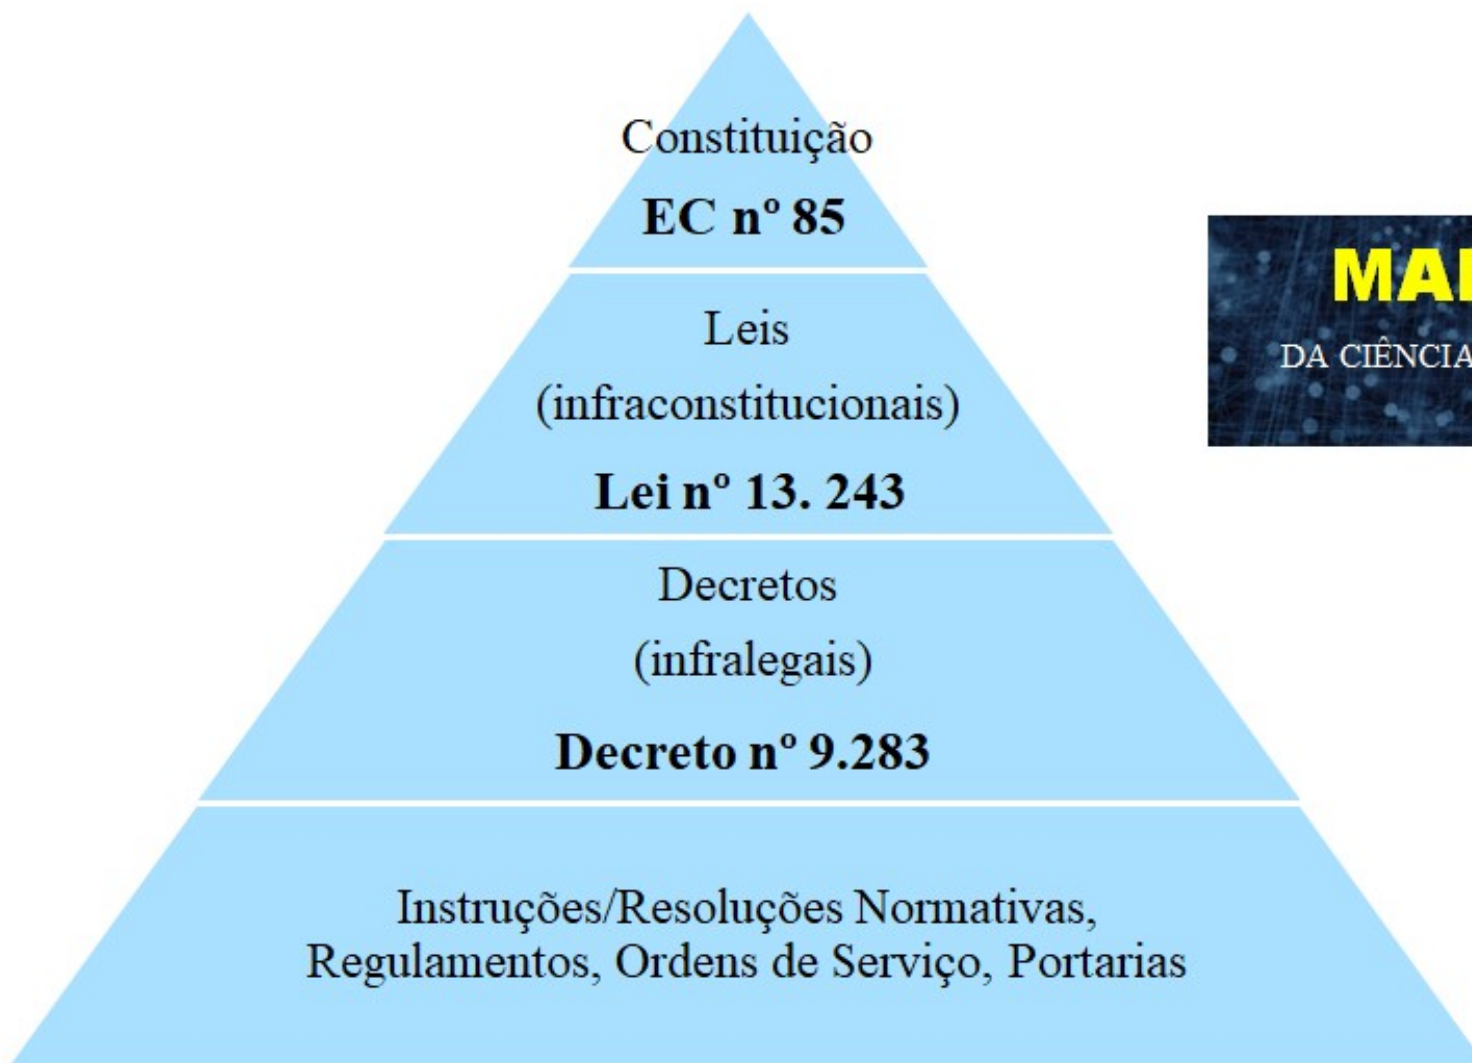 Constituição
EC nº 85
Leis
(infraconstitucionais)
Lei nº 13. 243
Decretos
(infralegais)
Decreto nº 9.283
Instruções/Resoluções Normativas,
Regulamentos, Ordens de Serviço, Portarias
DA CIÊNCIA